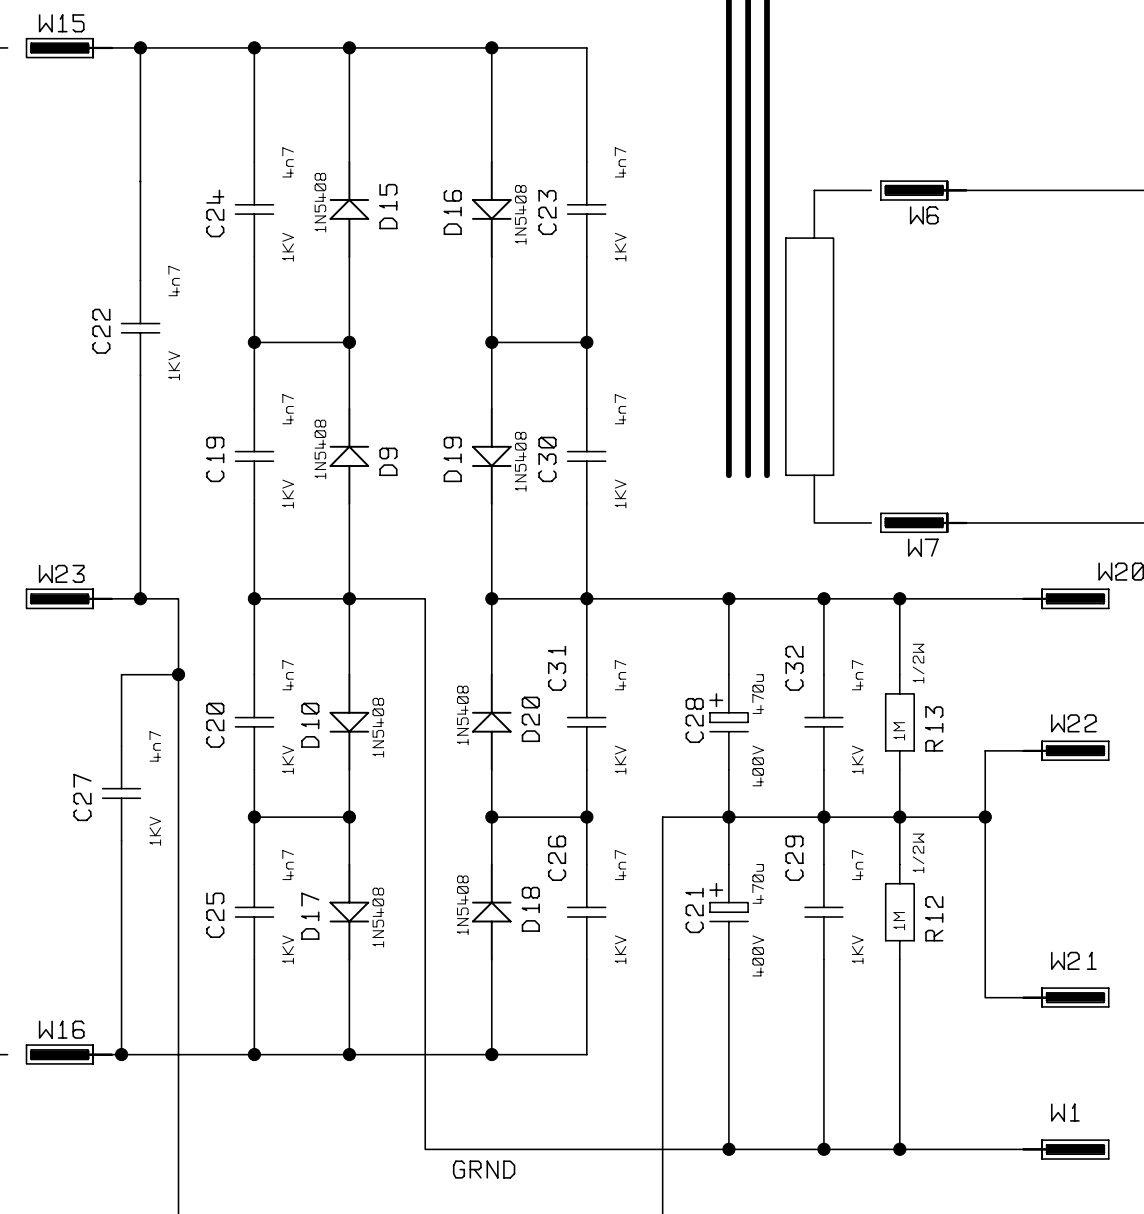 W15
4n7
C24
1KV
1N5408
D15
D16
1N5408
C23
4n7
1KV
W6
C22
4n7
1KV
C19
4n7
1KV
1N5408
D9
D19
1N5408
C30
4n7
1KV
W7
W23
W20
C20
4n7
1KV
D10
1N5408
1N5408
D20
C31
4n7
1KV
C28
+
470u
400V
C32
4n7
1KV
1/2W
1M
R13
W22
C27
4n7
1KV
C25
4n7
1KV
D17
1N5408
1N5408
D18
C26
4n7
1KV
C21
+
470u
400V
C29
4n7
1KV
1/2W
1M
R12
W21
W16
W1
GRND